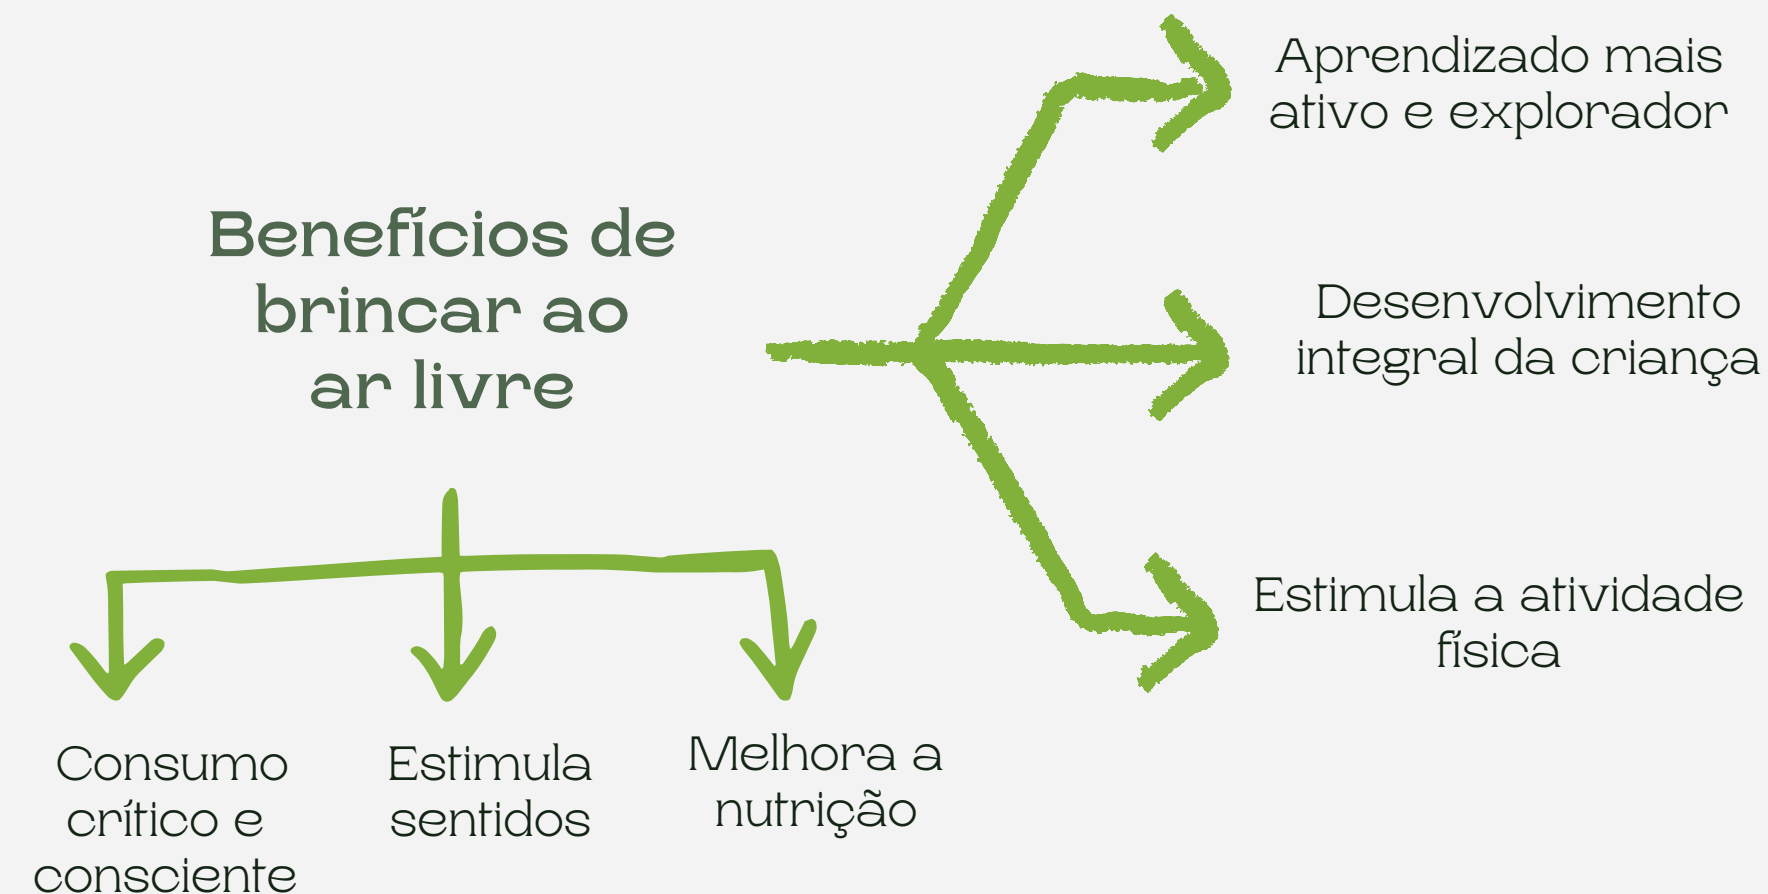 Benefícios de
brincar ao
ar livre
Aprendizado mais
ativo e explorador
Desenvolvimento
integral da criança
Estimula a atividade
física
Consumo
crítico e
consciente
Estimula
sentidos
Melhora a
nutrição